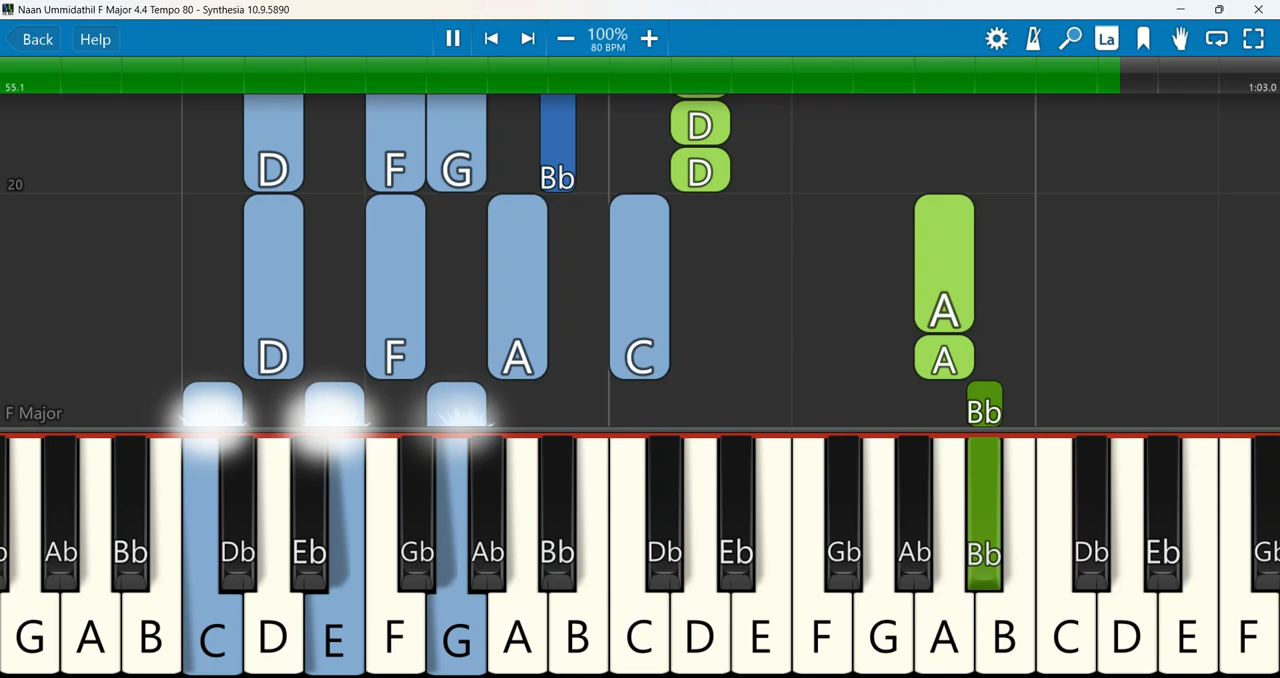 Naan Ummidathil F Major 4.4 Tempo 80 - Synthesia 10.9.5890
Back Help 100% 80 BPM La
55.1 1:03.0
D F G Bb D
20 D
D F A C A
A
F Major Bb
Ab Bb Db Eb Gb Ab Bb Db Eb Gb Ab Bb Db Eb
G A B C D E F G A B C D E F G A B C D E F